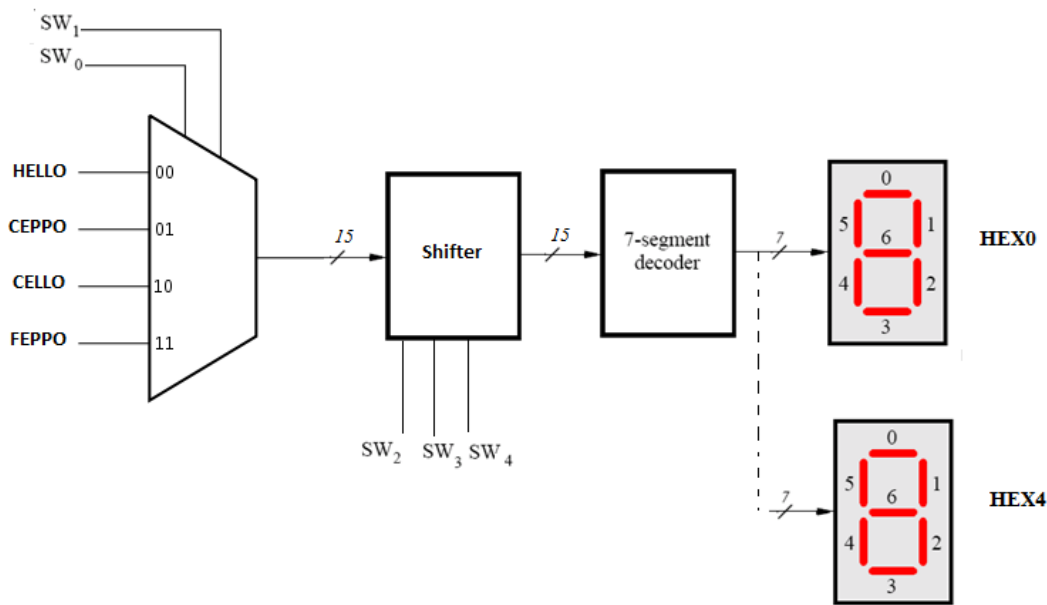 SW1
SW0
HELLO
CEPPO
CELLO
FEPPO
00
01
10
11
15
Shifter
SW2 SW3 SW4
15
7-segment
decoder
7
0
5 1
6
4 2
3
HEX0
7
0
5 1
6
4 2
3
HEX4